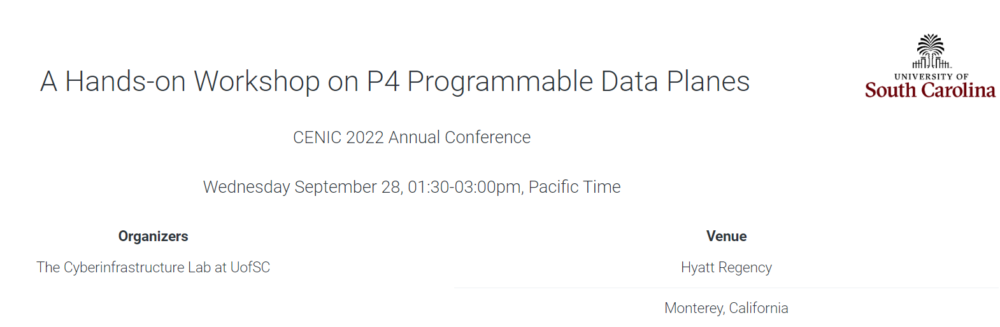 A Hands-on Workshop on P4 Programmable Data Planes
UNIVERSITY OF
South Carolina
CENIC 2022 Annual Conference
Wednesday September 28, 01:30-03:00pm, Pacific Time
Organizers
The Cyberinfrastructure Lab at UofSC
Venue
Hyatt Regency
Monterey, California